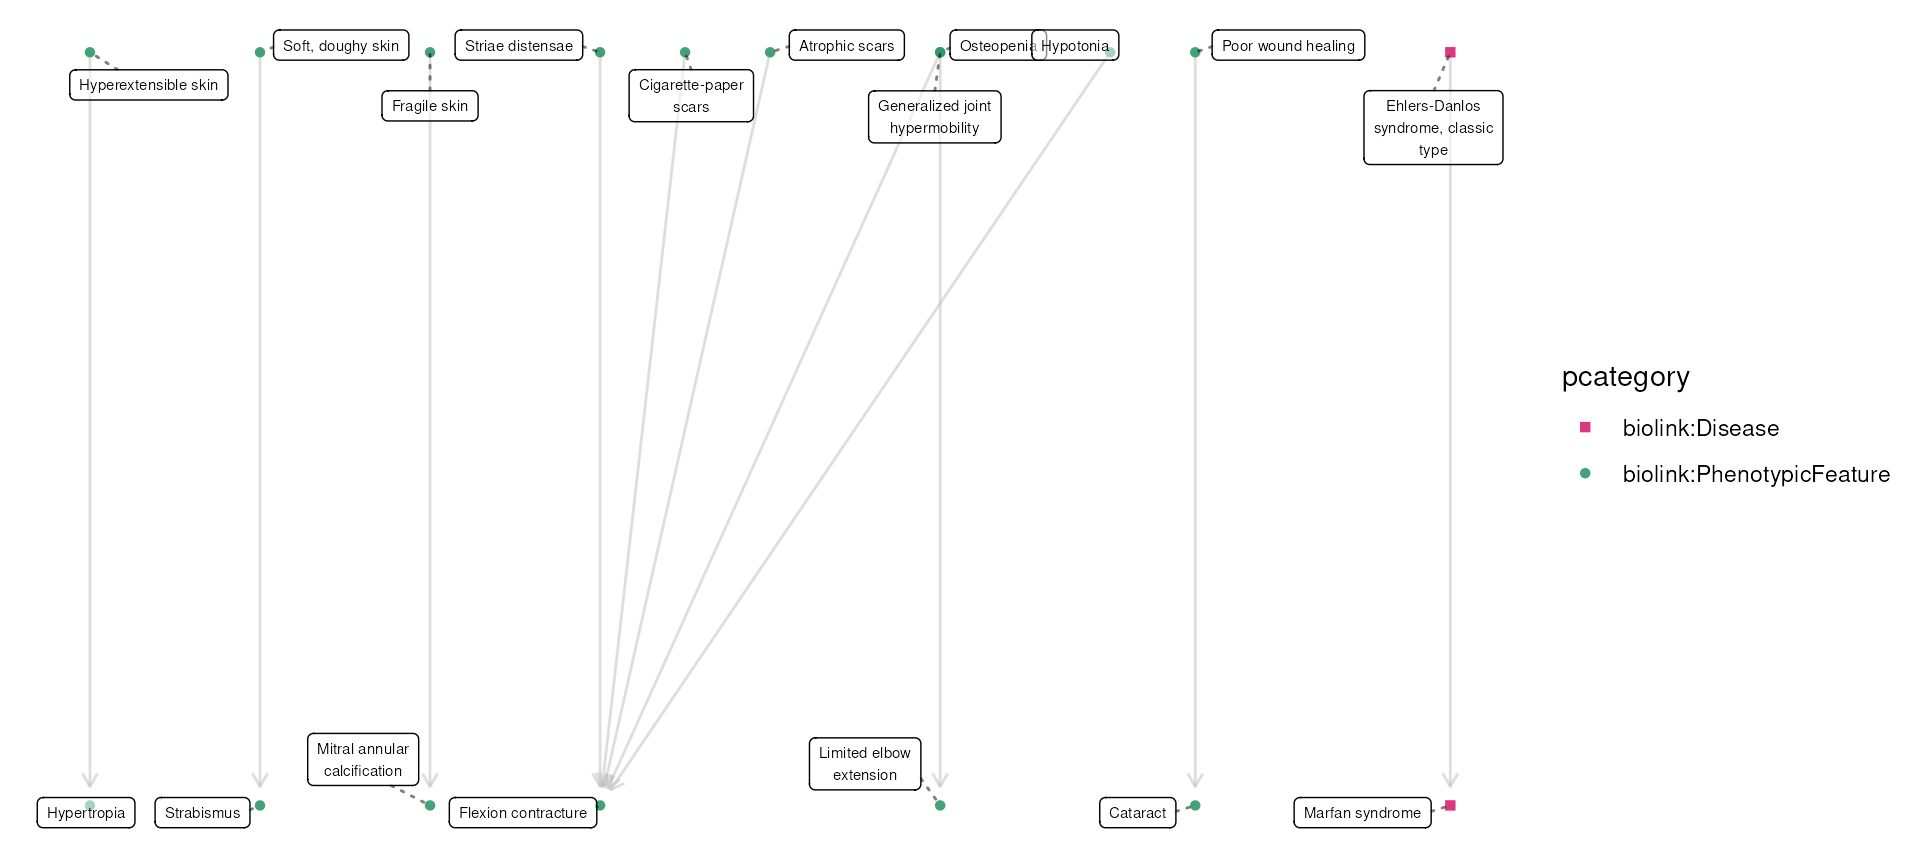 Soft, doughy skin
Striae distensae
Atrophic scars
Osteopenia
Hypotonia
Poor wound healing
Hyperextensible skin
Fragile skin
Cigarette-paper
scars
Generalized joint
hypermobility
Ehlers-Danlos
syndrome, classic
type
pcategory
biolink:Disease
biolink:PhenotypicFeature
Mitral annular
calcification
Limited elbow
extension
Hypertropia
Strabismus
Flexion contracture
Cataract
Marfan syndrome